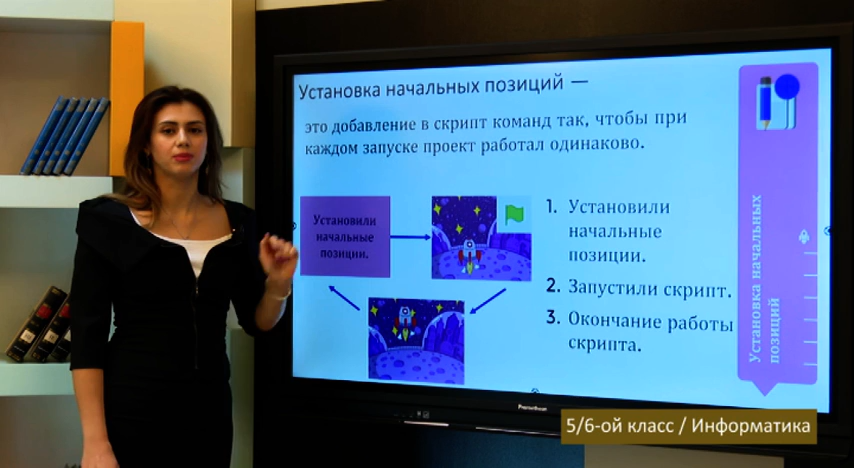 Установка начальных позиций —
это добавление в скрипт команд так, чтобы при
каждом запуске проект работал одинаково.
Установили
начальные
позиции.
1. Установили
начальные
позиции.
2. Запустили скрипт.
3. Окончание работы
скрипта.
Установка начальных
позиций
Promethean
5/6-ой класс / Информатика